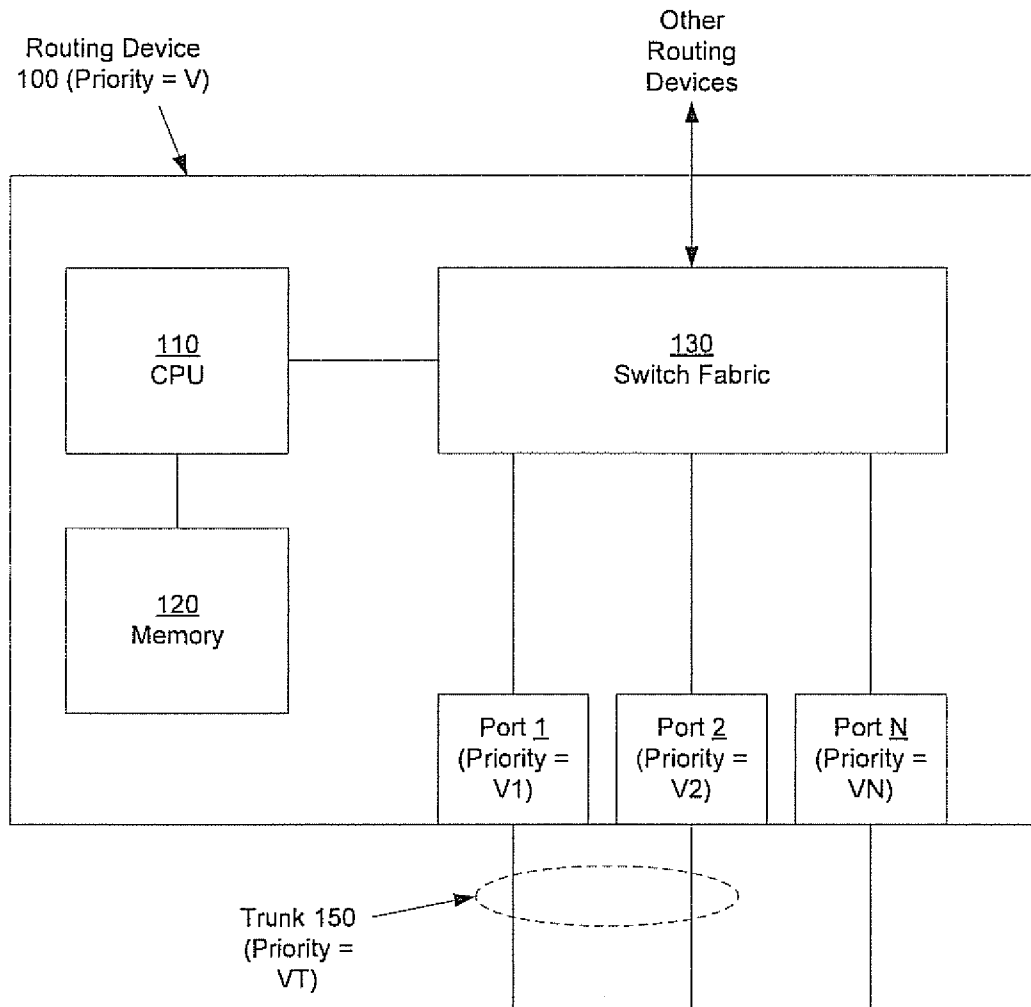 Routing Device
100 (Priority = V)
Other
Routing
Devices
110
CPU
130
Switch Fabric
120
Memory
Port 1
(Priority =
V1)
Port 2
(Priority =
V2)
Port N
(Priority =
VN)
Trunk 150
(Priority =
VT)